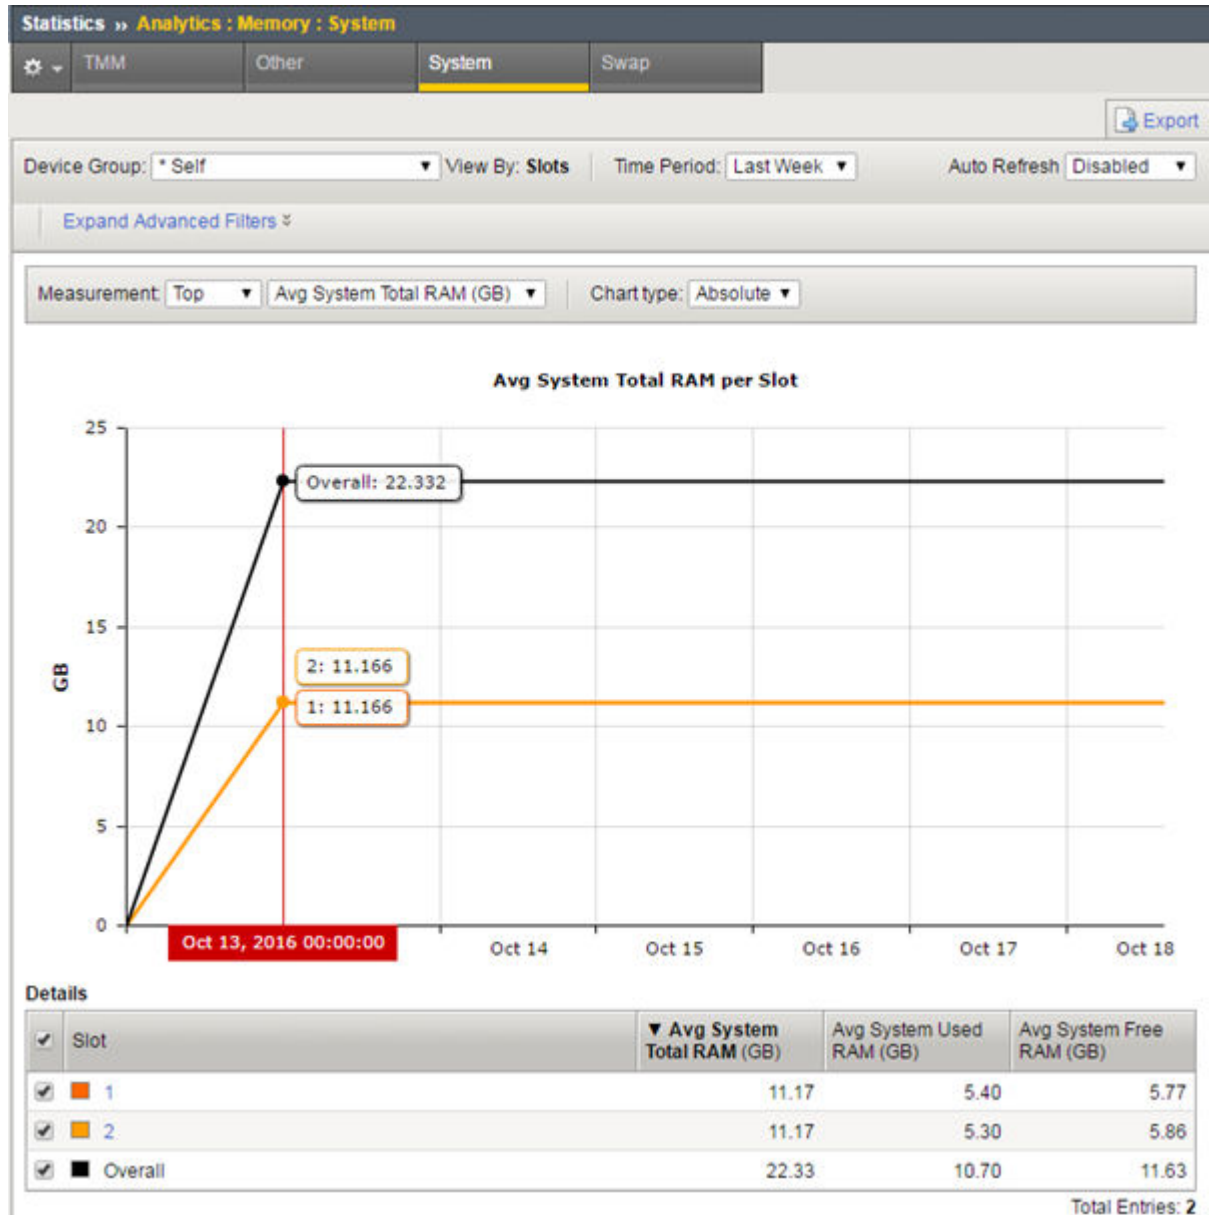 Statistics » Analytics : Memory : System
TMM Other System Swap
Export
Device Group: * Self View By: Slots Time Period: Last Week Auto Refresh Disabled
Expand Advanced Filters
Measurement: Top Avg System Total RAM (GB) Chart type: Absolute
Avg System Total RAM per Slot
25
Overall: 22.332
20
15
2: 11.166
GB
1: 11.166
10
5
0
Oct 13, 2016 00:00:00 Oct 14 Oct 15 Oct 16 Oct 17 Oct 18
Details
Slot ▼ Avg System Total RAM (GB) Avg System Used RAM (GB) Avg System Free RAM (GB)
1 11.17 5.40 5.77
2 11.17 5.30 5.86
Overall 22.33 10.70 11.63
Total Entries: 2